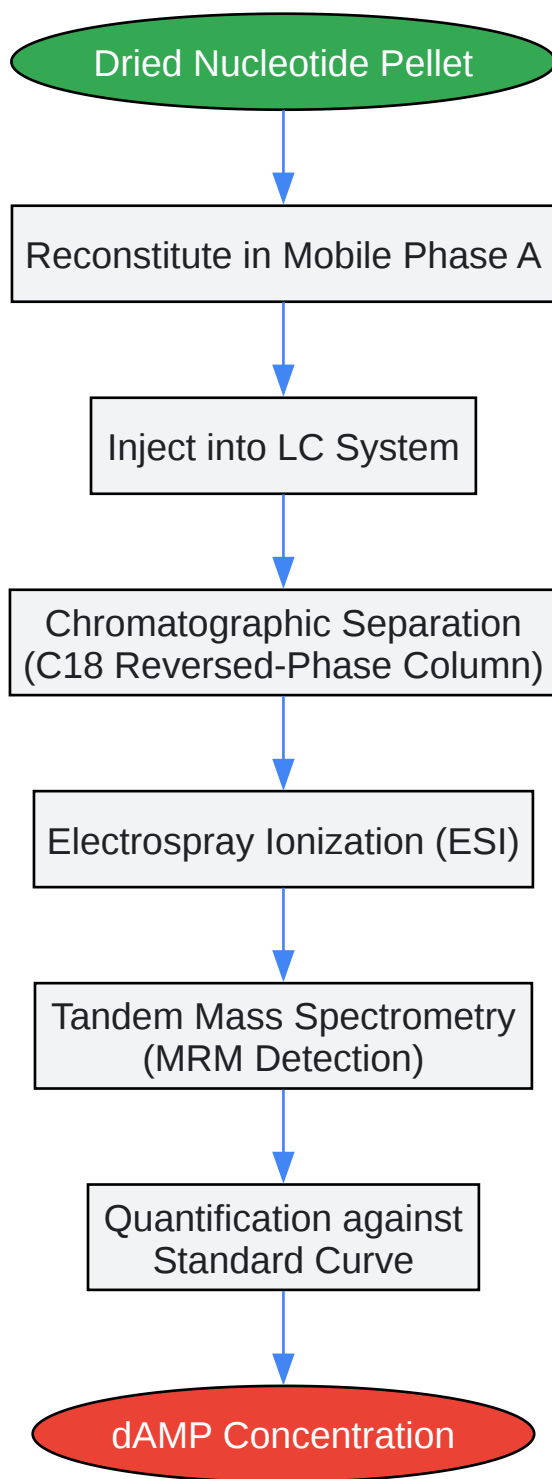 Dried Nucleotide Pellet
Reconstitute in Mobile Phase A
Inject into LC System
Chromatographic Separation
(C18 Reversed-Phase Column)
Electrospray Ionization (ESI)
Tandem Mass Spectrometry
(MRM Detection)
Quantification against
Standard Curve
dAMP Concentration